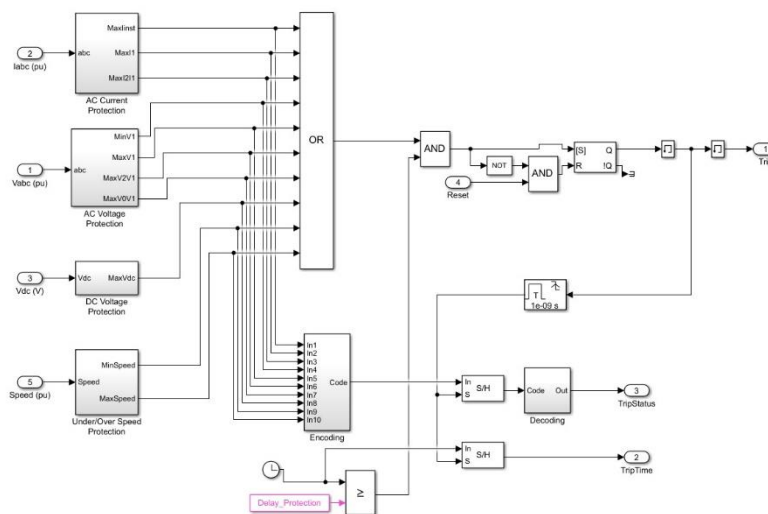 MaxIinst
2
abc
MaxI1
Iabc (pu)
MaxI2I1
AC Current
Protection
MinV1
OR
MaxV1
AND
[S]
Q
1
1
abc
NOT
R
!Q
Vabc (pu)
MaxV2V1
AND
4
MaxV0V1
Reset
AC Voltage
Protection
3
Vdc
MaxVdc
Vdc (V)
DC Voltage
Protection
T
1e-09 s
In1
In2
MinSpeed
In3
In4
5
Speed
In5
Code
In
In6
S/H
Code
Out
3
Speed (pu)
MaxSpeed
In7
S
In8
TripStatus
Under/Over Speed
Protection
In9
In10
Decoding
Encoding
In
S/H
2
S
TripTime
≥
Delay_Protection